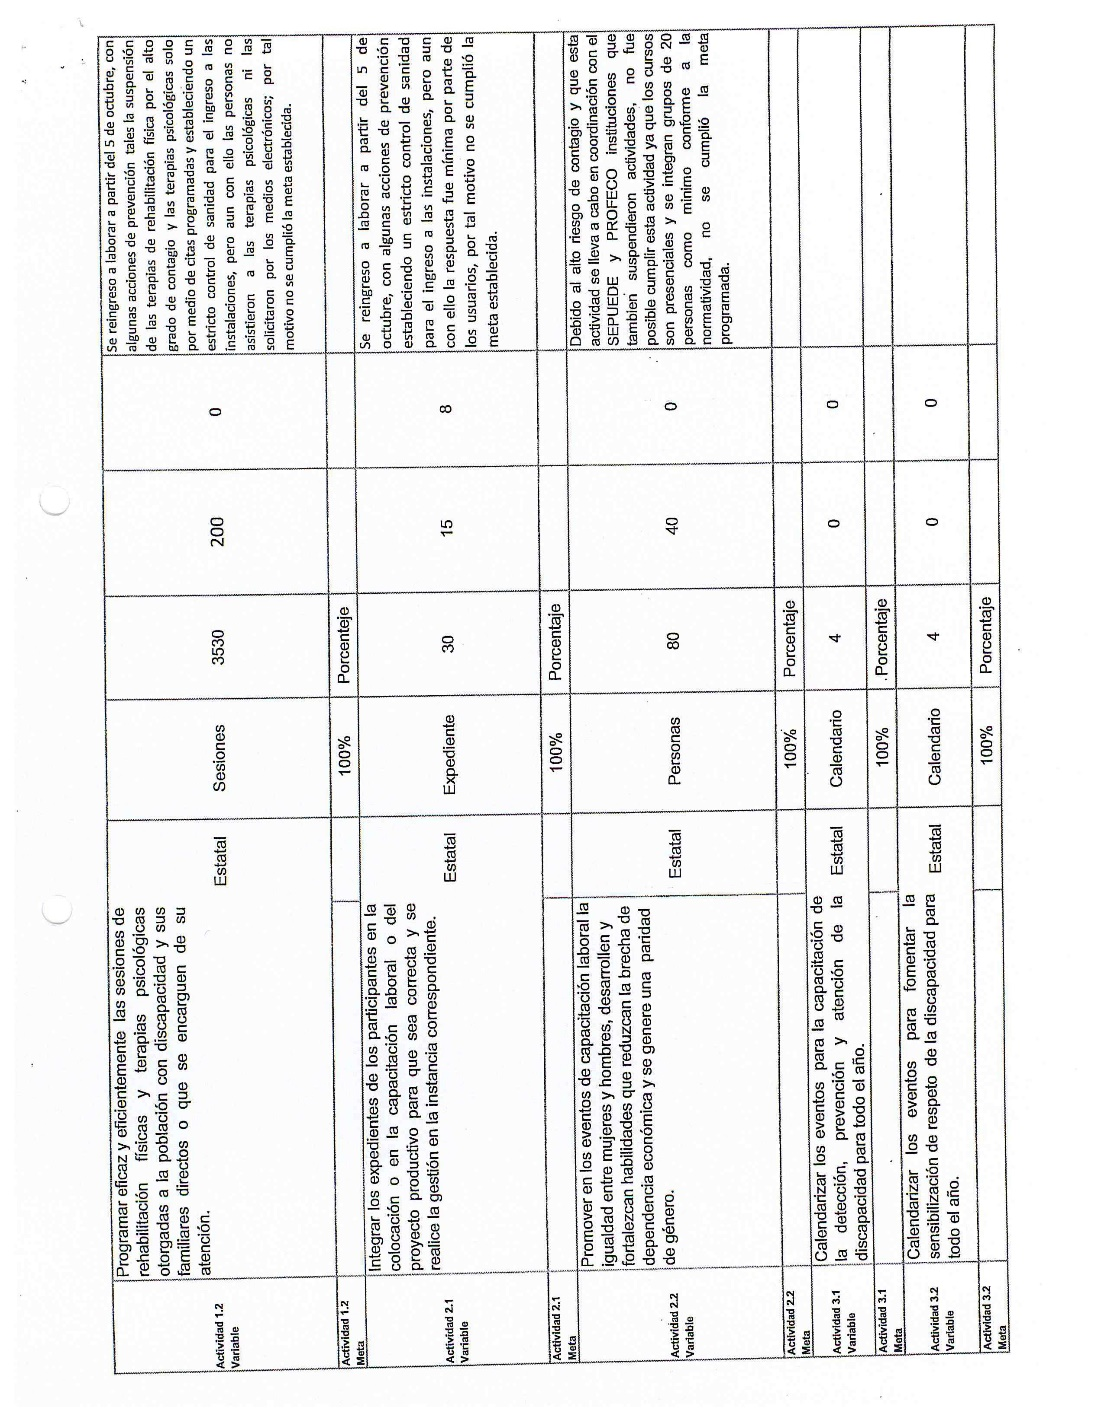 Actividad 1.2
Variable
Programar eficaz y eficientemente las sesiones de
rehabilitación físicas y terapias psicológicas
otorgadas a la población con discapacidad y sus
familiares directos o que se encarguen de su
atención.
Estatal
Sesiones
3530
200
0
Se reingreso a laborar a partir del 5 de octubre, con
algunas acciones de prevención tales la suspensión
de las terapias de rehabilitación física por el alto
grado de contagio y las terapias psicológicas solo
por medio de citas programadas y estableciendo un
estricto control de sanidad para el ingreso a las
instalaciones, pero aun con ello las personas no
asistieron a las terapias psicológicas ni las
solicitaron por los medios electrónicos; por tal
motivo no se cumplió la meta establecida.
Actividad 1.2
Meta
100%
Porcenteje
Actividad 2.1
Variable
Integrar los expedientes de los participantes en la
colocación o en la capacitación laboral o del
proyecto productivo para que sea correcta y se
realice la gestión en la instancia correspondiente.
Estatal
Expediente
30
15
8
Se reingreso a laborar a partir del 5 de
octubre, con algunas acciones de prevención
estableciendo un estricto control de sanidad
para el ingreso a las instalaciones, pero aun
con ello la respuesta fue mínima por parte de
los usuarios, por tal motivo no se cumplió la
meta establecida.
Actividad 2.1
Meta
100%
Porcentaje
Actividad 2.2
Variable
Promover en los eventos de capacitación laboral la
igualdad entre mujeres y hombres, desarrollen y
fortalezcan habilidades que reduzcan la brecha de
dependencia económica y se genere una paridad
de género.
Estatal
Personas
80
40
0
Debido al alto riesgo de contagio y que esta
actividad se lleva a cabo en coordinación con el
SEPUEDE y PROFECO instituciones que
tambien suspendieron actividades, no fue
posible cumplir esta actividad ya que los cursos
son presenciales y se integran grupos de 20
personas como minimo conforme a la
normatividad, no se cumplió la meta
programada.
Actividad 2.2
Meta
100%
Porcentaje
Actividad 3.1
Variable
Calendarizar los eventos para la capacitación de
la detección, prevención y atención de la
discapacidad para todo el año.
Estatal
Calendario
4
0
0
Actividad 3.1
Meta
100%
Porcentaje
Actividad 3.2
Variable
Calendarizar los eventos para fomentar la
sensibilización de respeto de la discapacidad para
todo el año.
Estatal
Calendario
4
0
0
Actividad 3.2
Meta
100%
Porcentaje